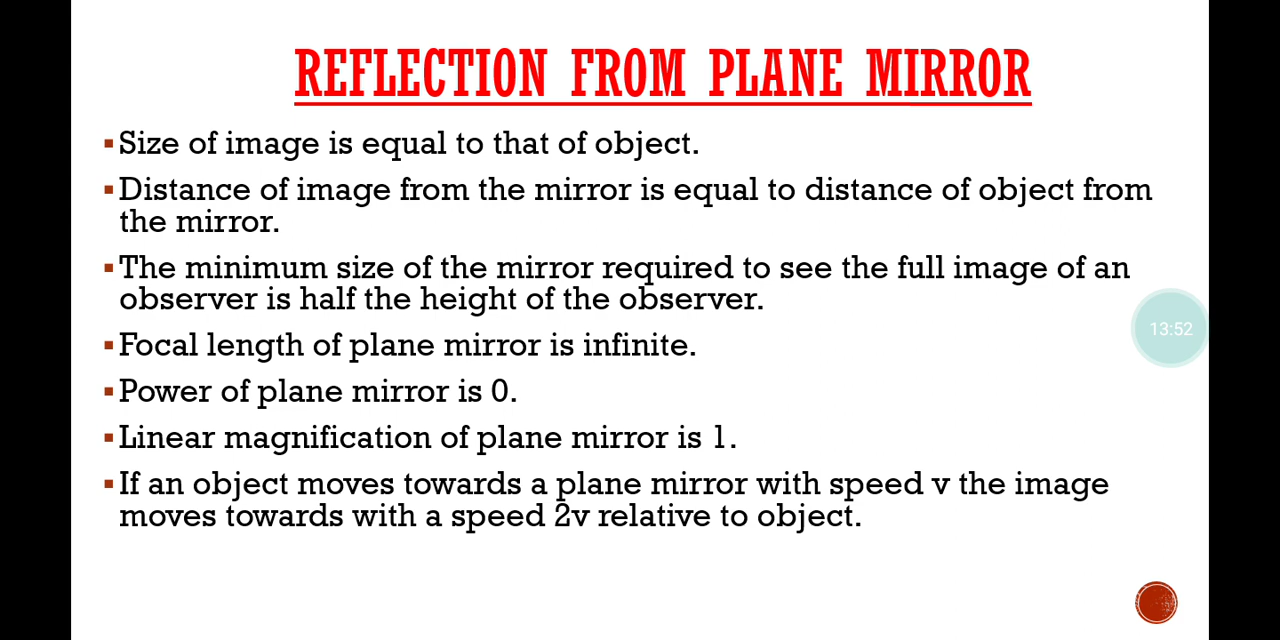 REFLECTION FROM PLANE MIRROR
▪Size of image is equal to that of object.
▪Distance of image from the mirror is equal to distance of object from
the mirror.
▪The minimum size of the mirror required to see the full image of an
observer is half the height of the observer.
13:52
▪Focal length of plane mirror is infinite.
▪Power of plane mirror is 0.
▪Linear magnification of plane mirror is 1.
▪If an object moves towards a plane mirror with speed v the image
moves towards with a speed 2v relative to object.